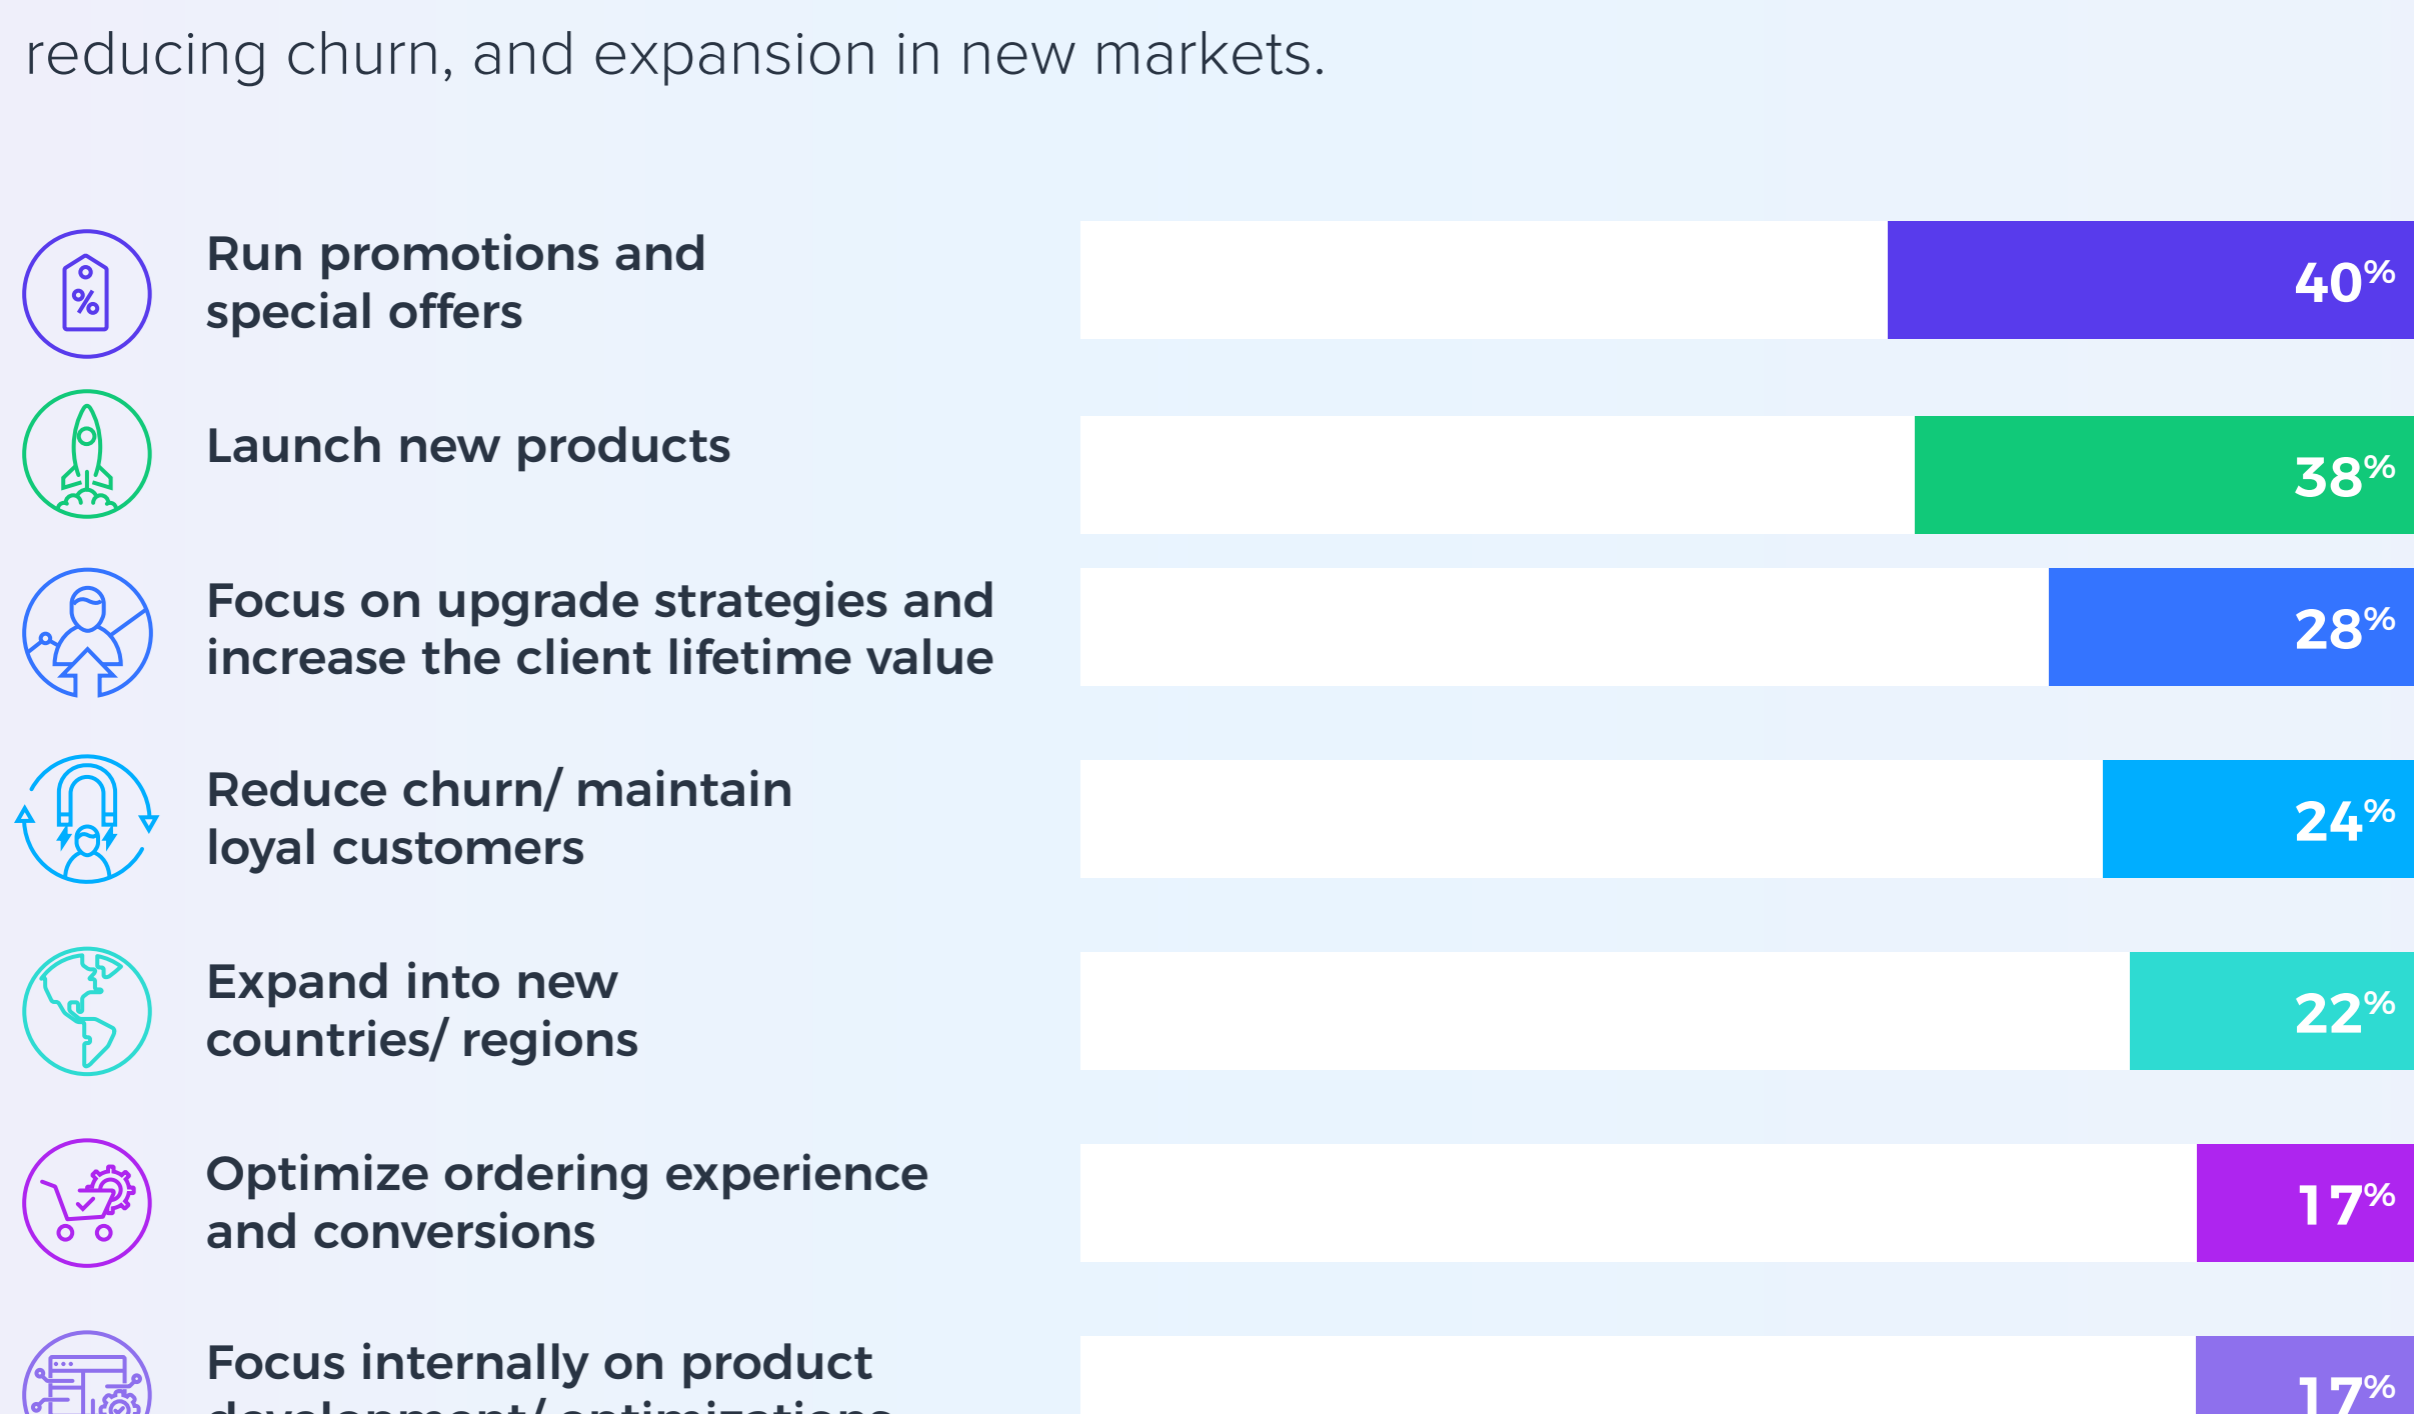 reducing churn, and expansion in new markets.
Run promotions and
special offers
40%
Launch new products
38%
Focus on upgrade strategies and
increase the client lifetime value
28%
Reduce churn/ maintain
loyal customers
24%
Expand into new
countries/ regions
22%
Optimize ordering experience
and conversions
17%
Focus internally on product
development/ optimizations
17%